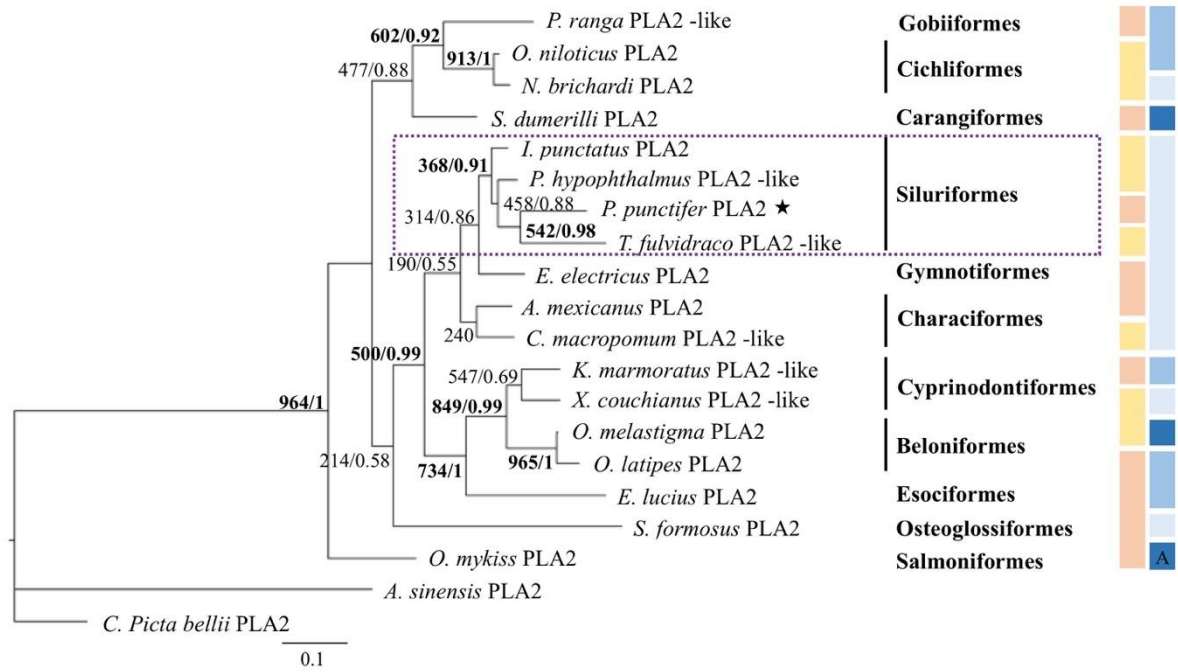 P. ranga PLA2 -like
Gobiiformes
602/0.92
O. niloticus PLA2
913/1
Cichliformes
477/0.88
N. brichardi PLA2
S. dumerilli PLA2
Carangiformes
I. punctatus PLA2
368/0.91
P. hypophthalmus PLA2 -like
Siluriformes
458/0.88
P. punctifer PLA2 ★
314/0.86
542/0.98
T. fulvidraco PLA2 -like
190/0.55
E. electricus PLA2
Gymnotiformes
A. mexicanus PLA2
Characiformes
240
C. macropomum PLA2 -like
500/0.99
K. marmoratus PLA2 -like
547/0.69
Cyprinodontiformes
849/0.99
X. couchianus PLA2 -like
964/1
O. melastigma PLA2
Beloniformes
214/0.58
734/1
965/1
O. latipes PLA2
E. lucius PLA2
Esociformes
S. formosus PLA2
Osteoglossiformes
O. mykiss PLA2
Salmoniformes
A
A. sinensis PLA2
C. Picta bellii PLA2
0.1